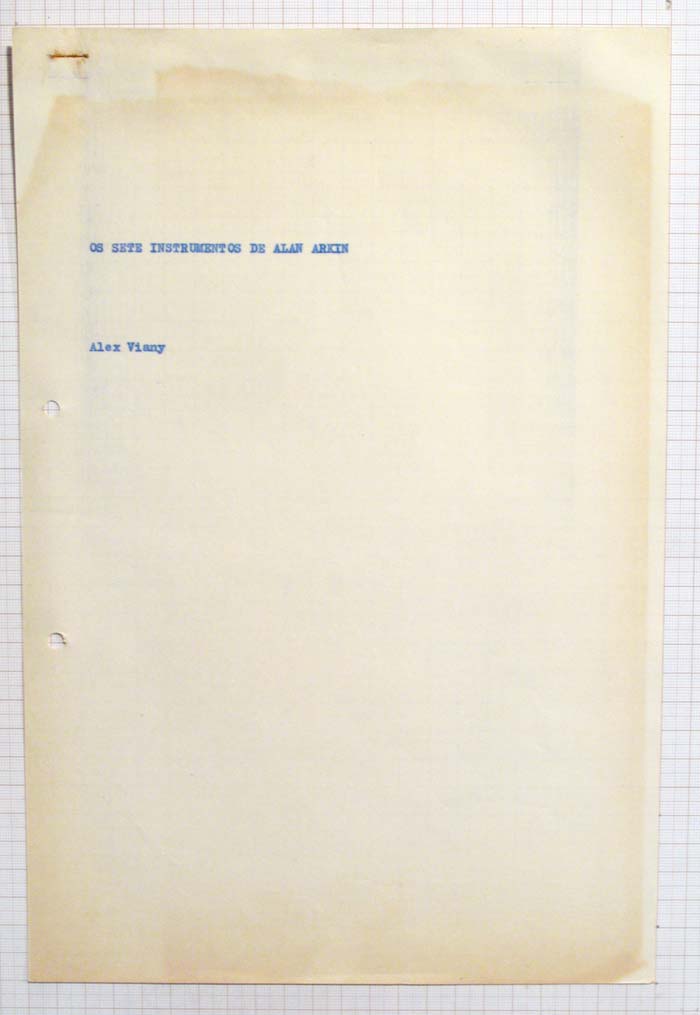 OS SETE INSTRUMENTOS DE ALAN ARKIN
Alex Viany